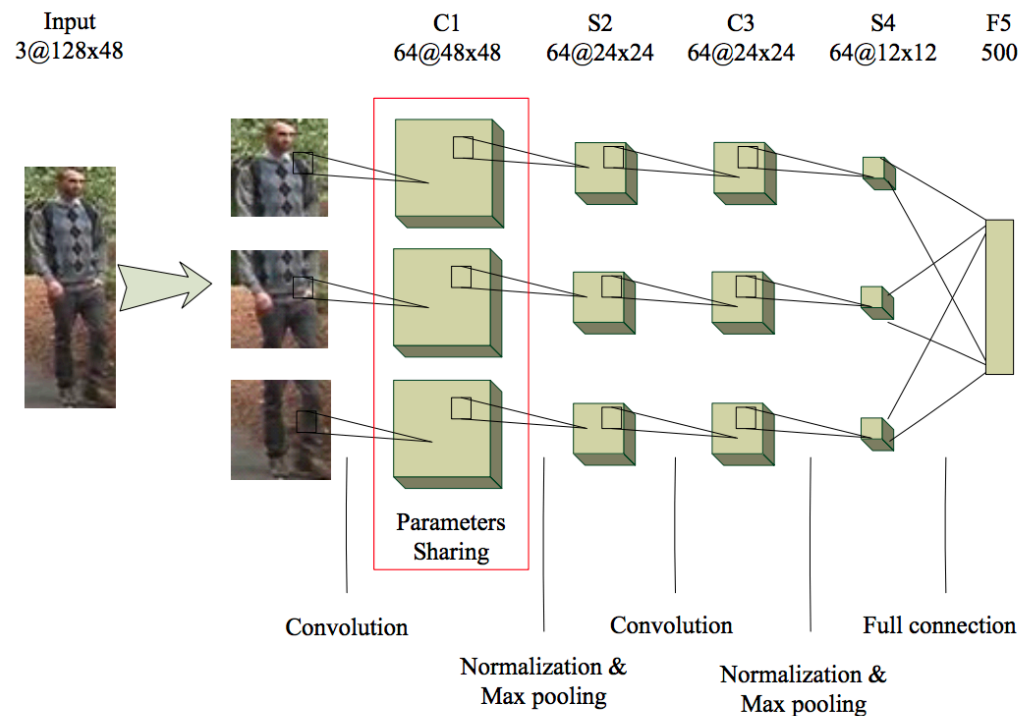 Input
3@128x48
C1
64@48x48
S2
64@24x24
C3
64@24x24
S4
64@12x12
F5
500
Parameters
Sharing
Convolution
Normalization &
Max pooling
Convolution
Normalization &
Max pooling
Full connection